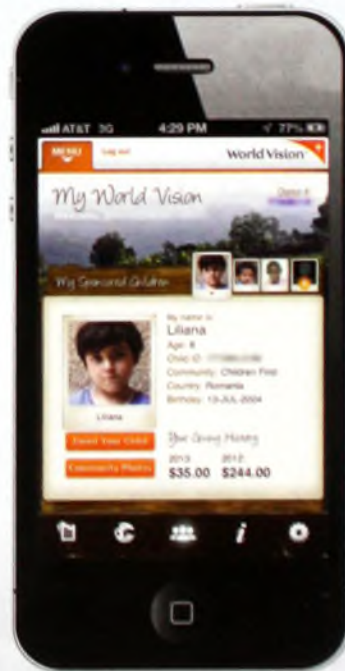 AT&T 3G 4:29 PM 77%
MENU Log out World Vision
My World Vision
Donor #:
My Sponsored Children
My name is
Liliana
Age: 8
Child ID:
Community: Children First
Country: Romania
Birthday: 13-JUL-2004
Liliana
Email Your Child
Community Photos
Your Giving History
2013 2012
$35.00 $244.00